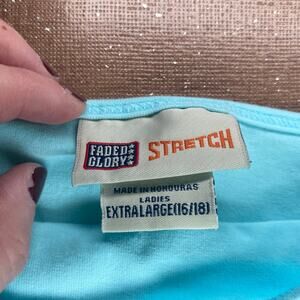 FADED
GLORY
STRETCH
MADE IN HONDURAS
LADIES
EXTRALARGE(16/18)